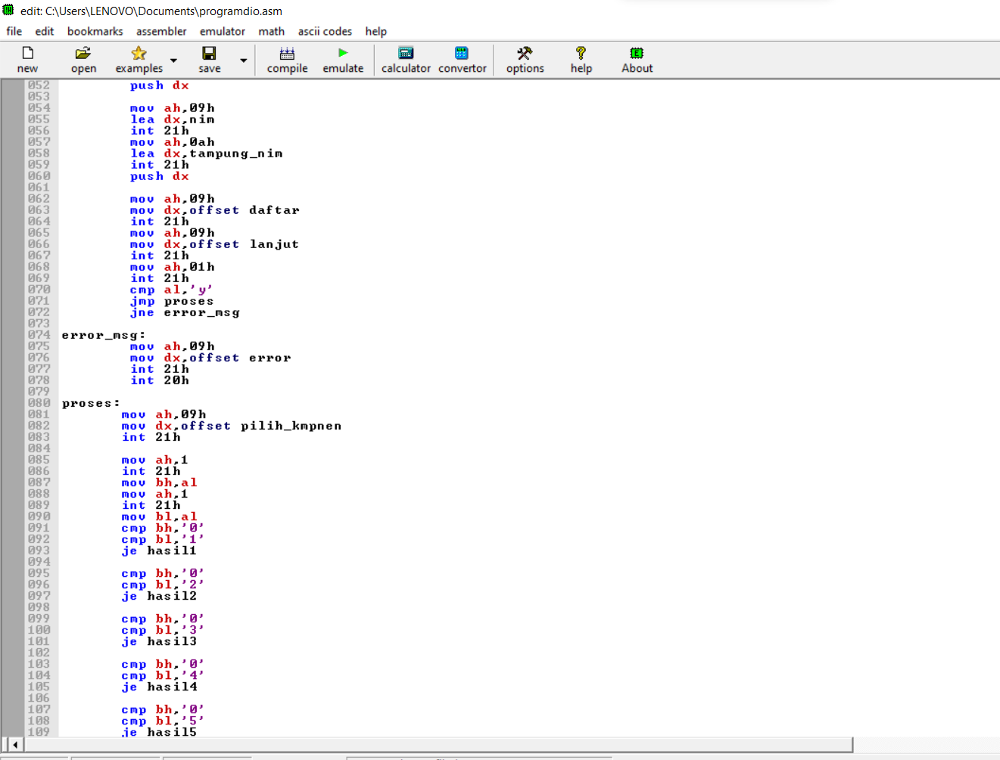 edit: C:\Users\LENOVO\Documents\programdio.asm
file edit bookmarks assembler emulator math ascii codes help
new open examples save compile emulate calculator convertor options help About
052 push dx
053
054 mov ah,09h
055 lea dx,nim
056 int 21h
057 mov ah,0ah
058 lea dx,tampung_nim
059 int 21h
060 push dx
061
062 mov ah,09h
063 mov dx,offset daftar
064 int 21h
065 mov ah,09h
066 mov dx,offset lanjut
067 int 21h
068 mov ah,01h
069 int 21h
070 cmp al,'y'
071 jmp proses
072 jne error_msg
073
074 error_msg:
075 mov ah,09h
076 mov dx,offset error
077 int 21h
078 int 20h
079
080 proses:
081 mov ah,09h
082 mov dx,offset pilih_kmpnen
083 int 21h
084
085 mov ah,1
086 int 21h
087 mov bh,al
088 mov ah,1
089 int 21h
090 mov bl,al
091 cmp bh,'0'
092 cmp bl,'1'
093 je hasil1
094
095 cmp bh,'0'
096 cmp bl,'2'
097 je hasil2
098
099 cmp bh,'0'
100 cmp bl,'3'
101 je hasil3
102
103 cmp bh,'0'
104 cmp bl,'4'
105 je hasil4
106
107 cmp bh,'0'
108 cmp bl,'5'
109 je hasil5